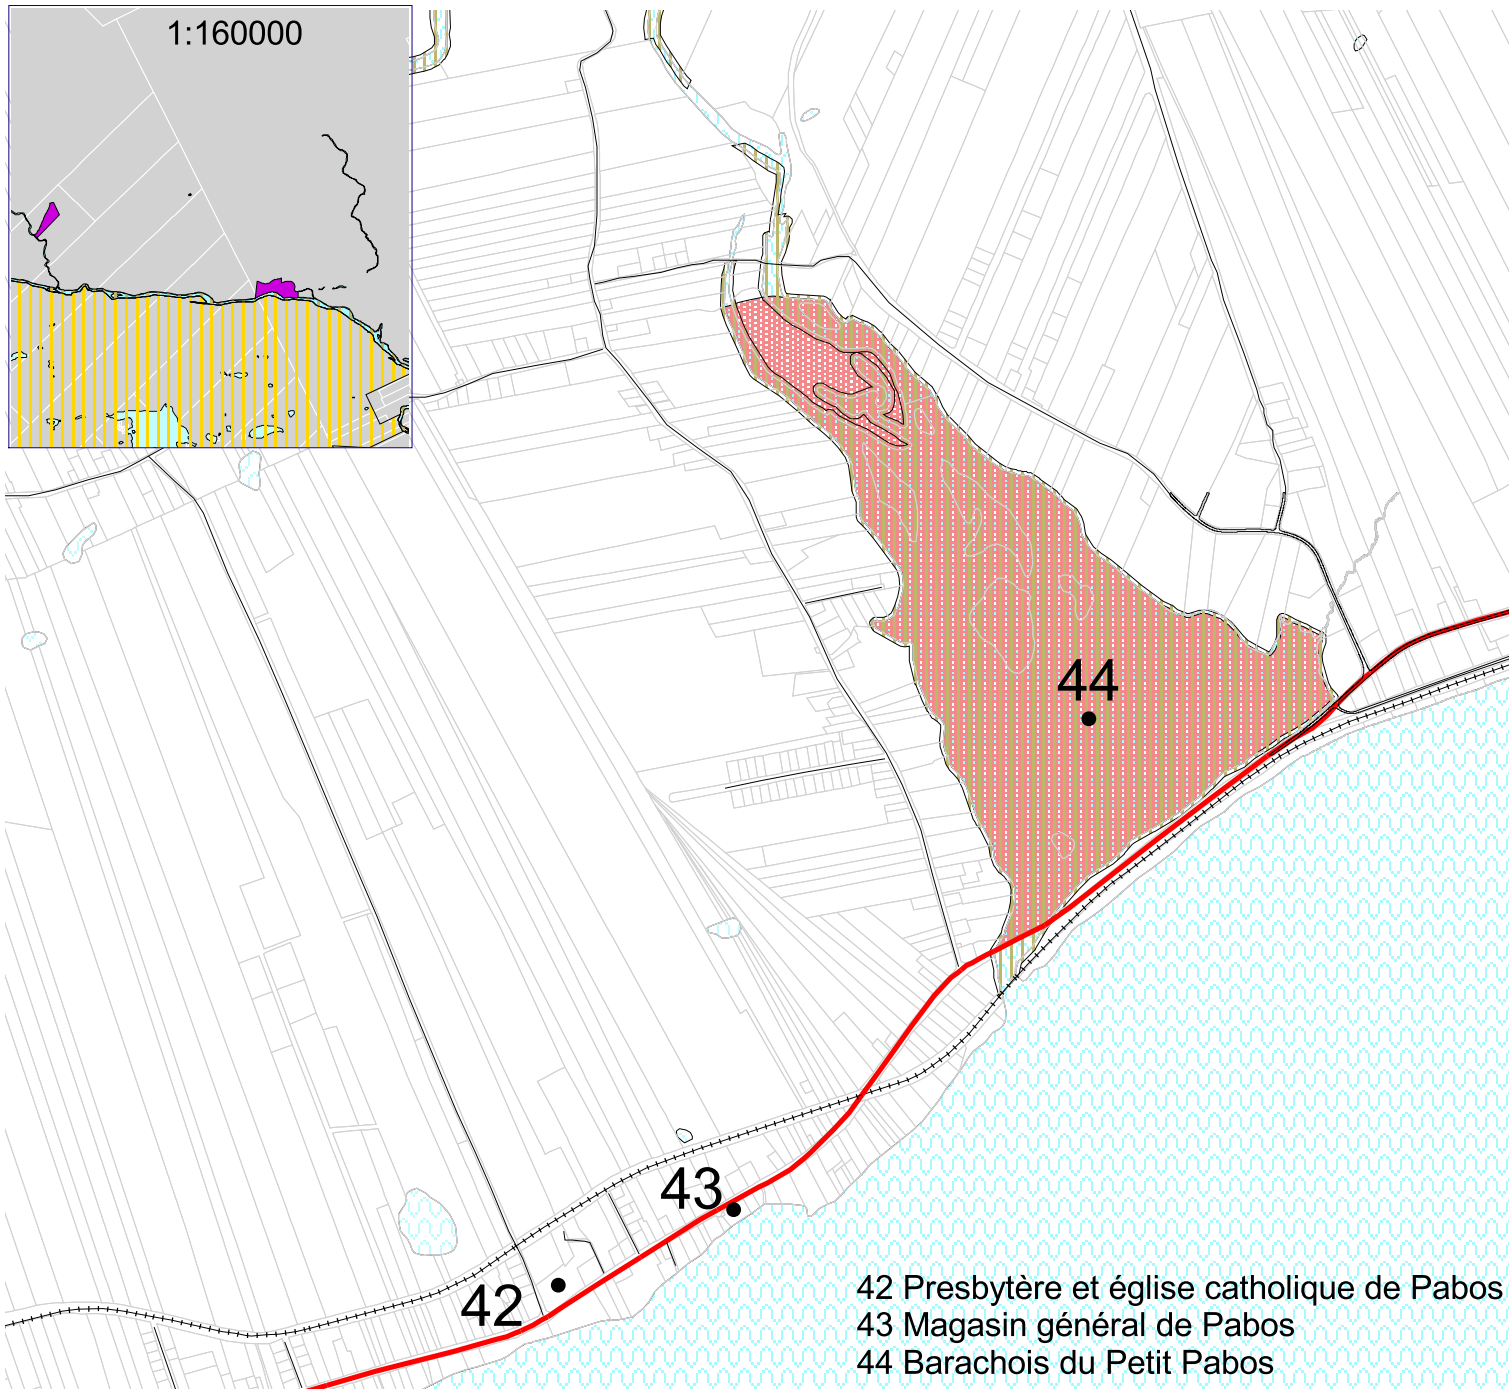 1:160000
44
43
42
42 Presbytère et église catholique de Pabos
43 Magasin général de Pabos
44 Barachois du Petit Pabos